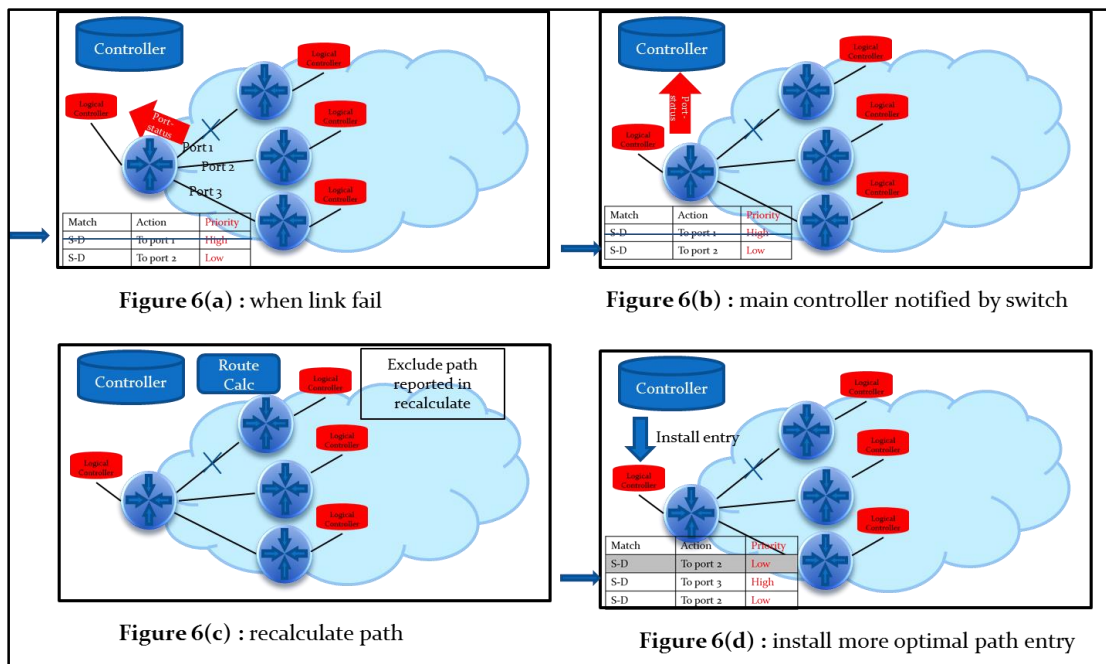 Controller
Logical
Controller
Logical
Controller
Port-
status
Port 1
Logical
Controller
Port 2
Port 3
Logical
Controller
Match Action Priority
S-D To port 1 High
S-D To port 2 Low
Figure 6(a) : when link fail
Controller
Logical
Controller
Port-
status
Logical
Controller
Logical
Controller
Logical
Controller
Match Action Priority
S-D To port 1 High
S-D To port 2 Low
Figure 6(b) : main controller notified by switch
Controller
Route
Calc
Logical
Controller
Exclude path
reported in
recalculate
Logical
Controller
Logical
Controller
Logical
Controller
Figure 6(c) : recalculate path
Controller
Logical
Controller
Install entry
Logical
Controller
Logical
Controller
Logical
Controller
Match Action Priority
S-D To port 2 Low
S-D To port 3 High
S-D To port 2 Low
Figure 6(d) : install more optimal path entry